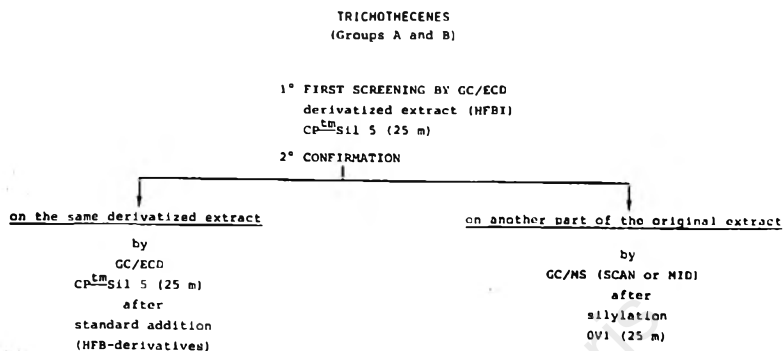 TRICHOTHECENES
(Groups A and B)
1° FIRST SCREENING BY GC/ECD
derivatized extract (HFBI)
CPtmSil 5 (25 m)
2° CONFIRMATION
on the same derivatized extract
by
GC/ECD
CPtmSil 5 (25 m)
after
standard addition
(HFB-derivatives)
on another part of the original extract
by
GC/MS (SCAN or MID)
after
silylation
OV1 (25 m)